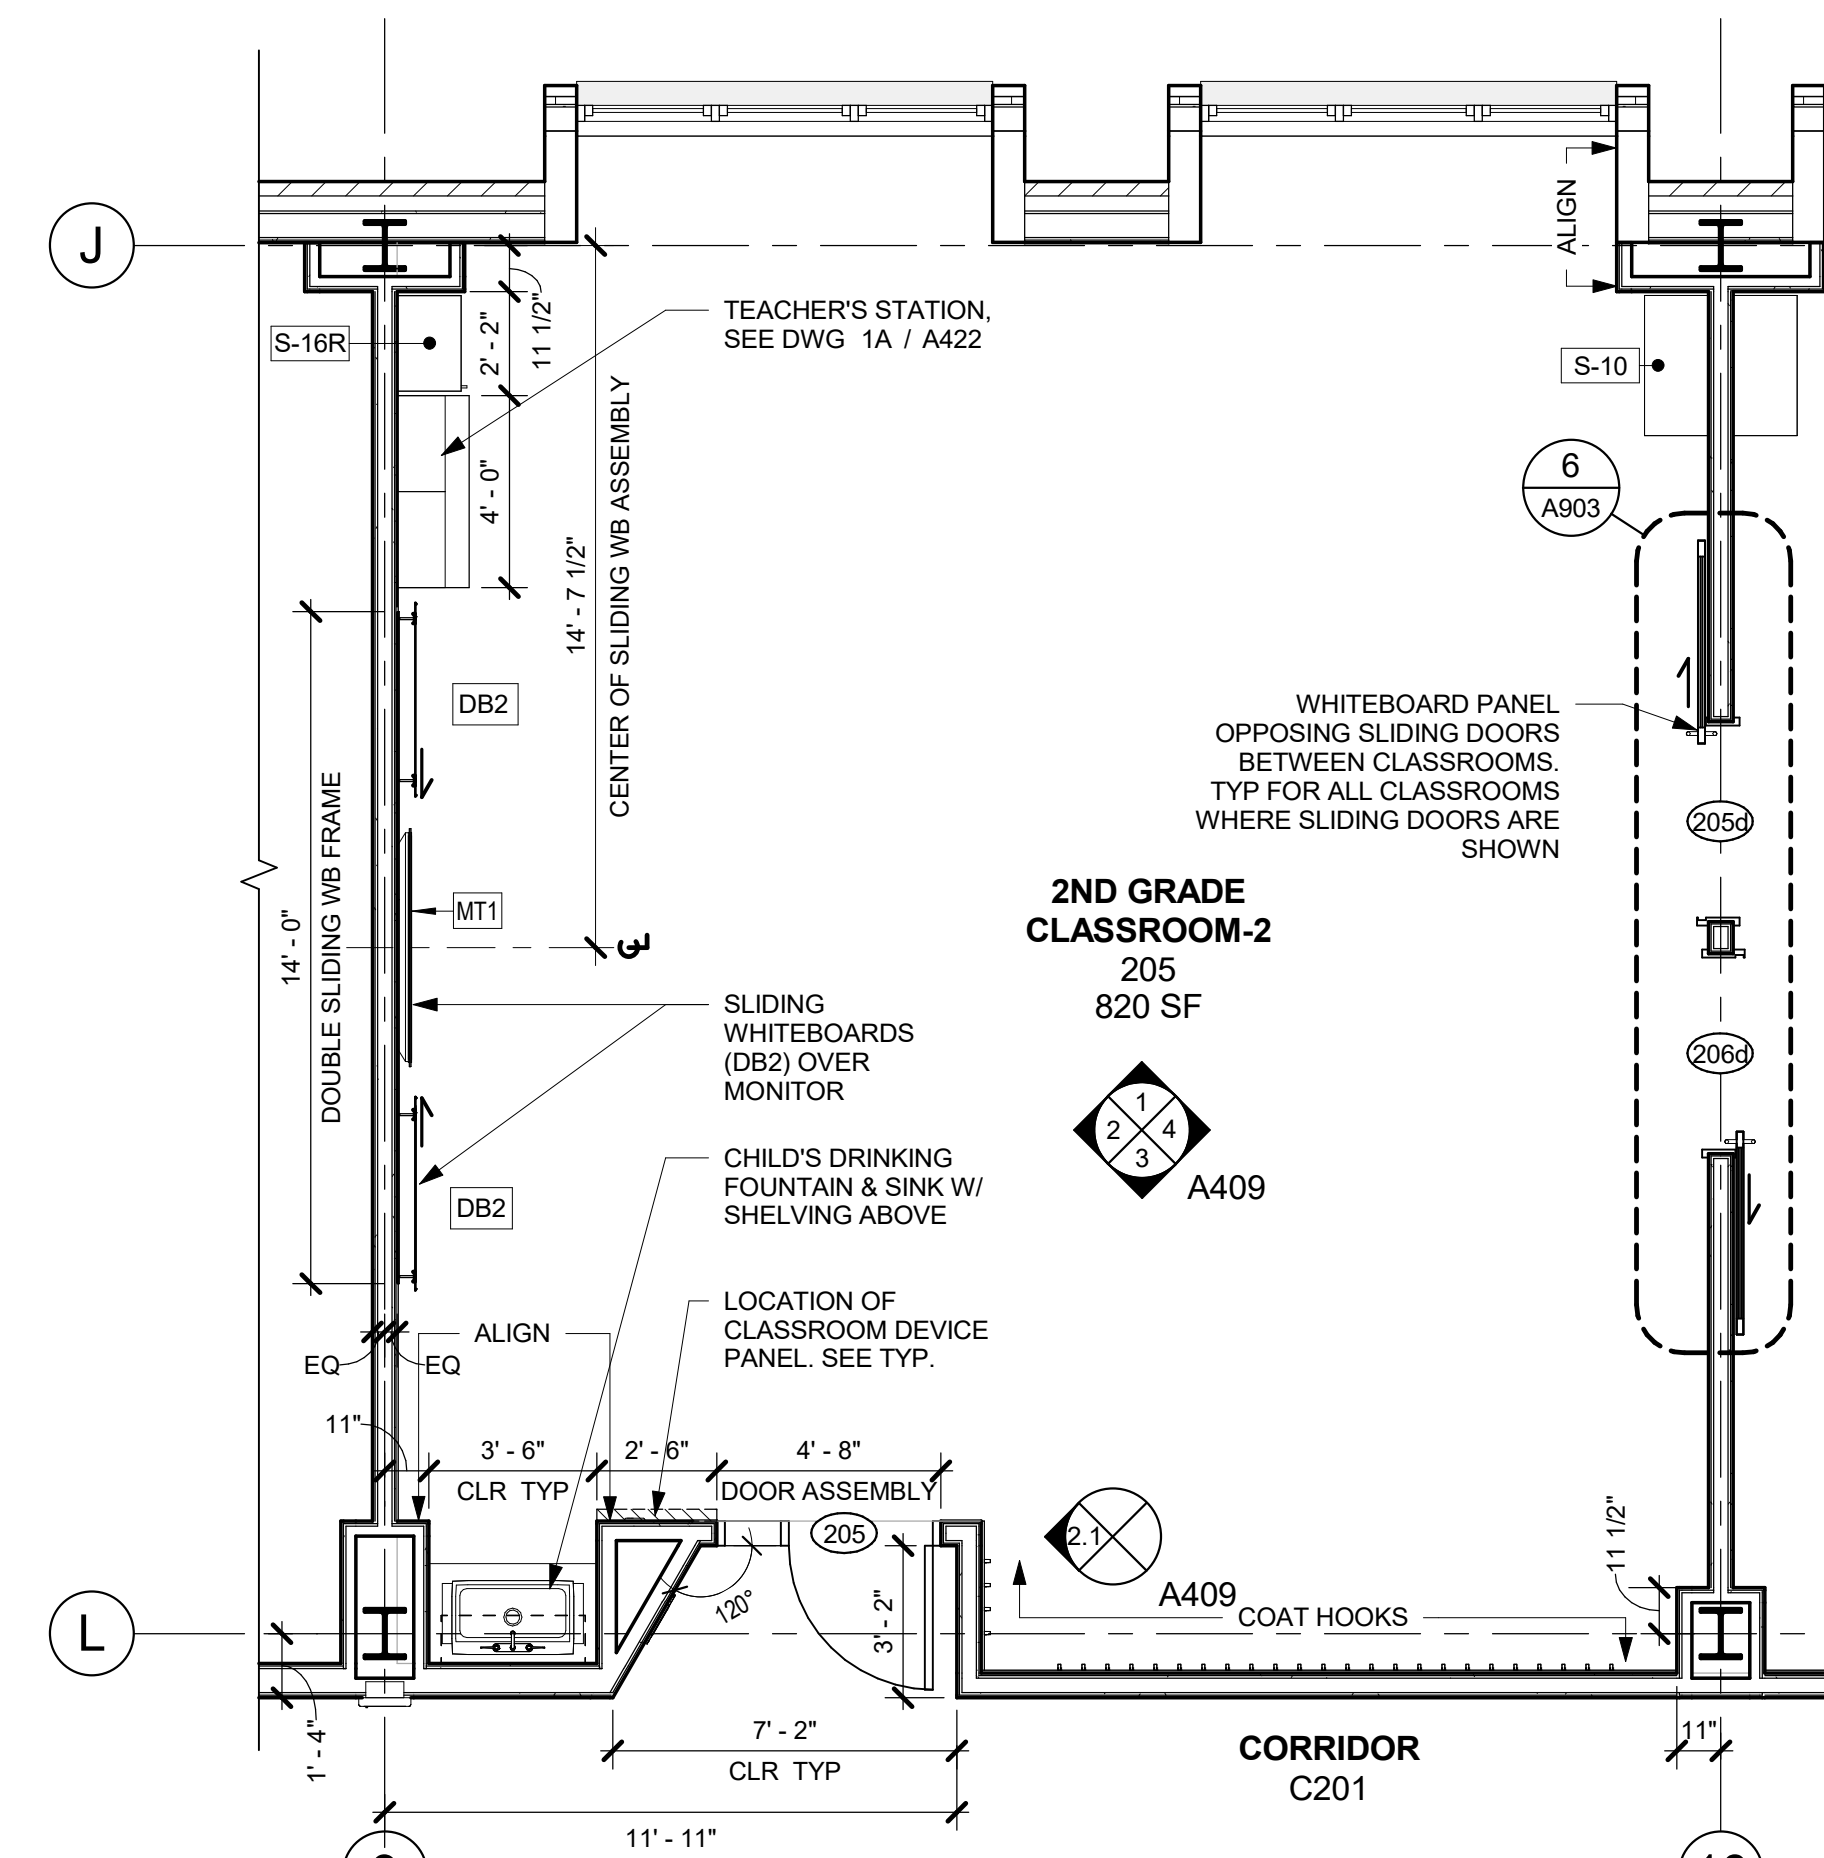 J
ALIGN
S-16R
2' - 2"
11 1/2"
TEACHER'S STATION,
SEE DWG 1A / A422
S-10
4' - 0"
14' - 7 1/2"
CENTER OF SLIDING WB ASSEMBLY
6
A903
DB2
WHITEBOARD PANEL
OPPOSING SLIDING DOORS
BETWEEN CLASSROOMS.
TYP FOR ALL CLASSROOMS
WHERE SLIDING DOORS ARE
SHOWN
205d
14' - 0"
DOUBLE SLIDING WB FRAME
MT1
2ND GRADE
CLASSROOM-2
205
820 SF
SLIDING
WHITEBOARDS
(DB2) OVER
MONITOR
206d
1
2 4
3
A409
CHILD'S DRINKING
FOUNTAIN & SINK W/
SHELVING ABOVE
DB2
LOCATION OF
CLASSROOM DEVICE
PANEL. SEE TYP.
ALIGN
EQ
EQ
11"
3' - 6"
CLR TYP
2' - 6"
4' - 8"
DOOR ASSEMBLY
205
2.1
A409
11 1/2"
120°
3' - 2"
COAT HOOKS
L
1' - 4"
7' - 2"
CLR TYP
CORRIDOR
C201
11"
11' - 11"